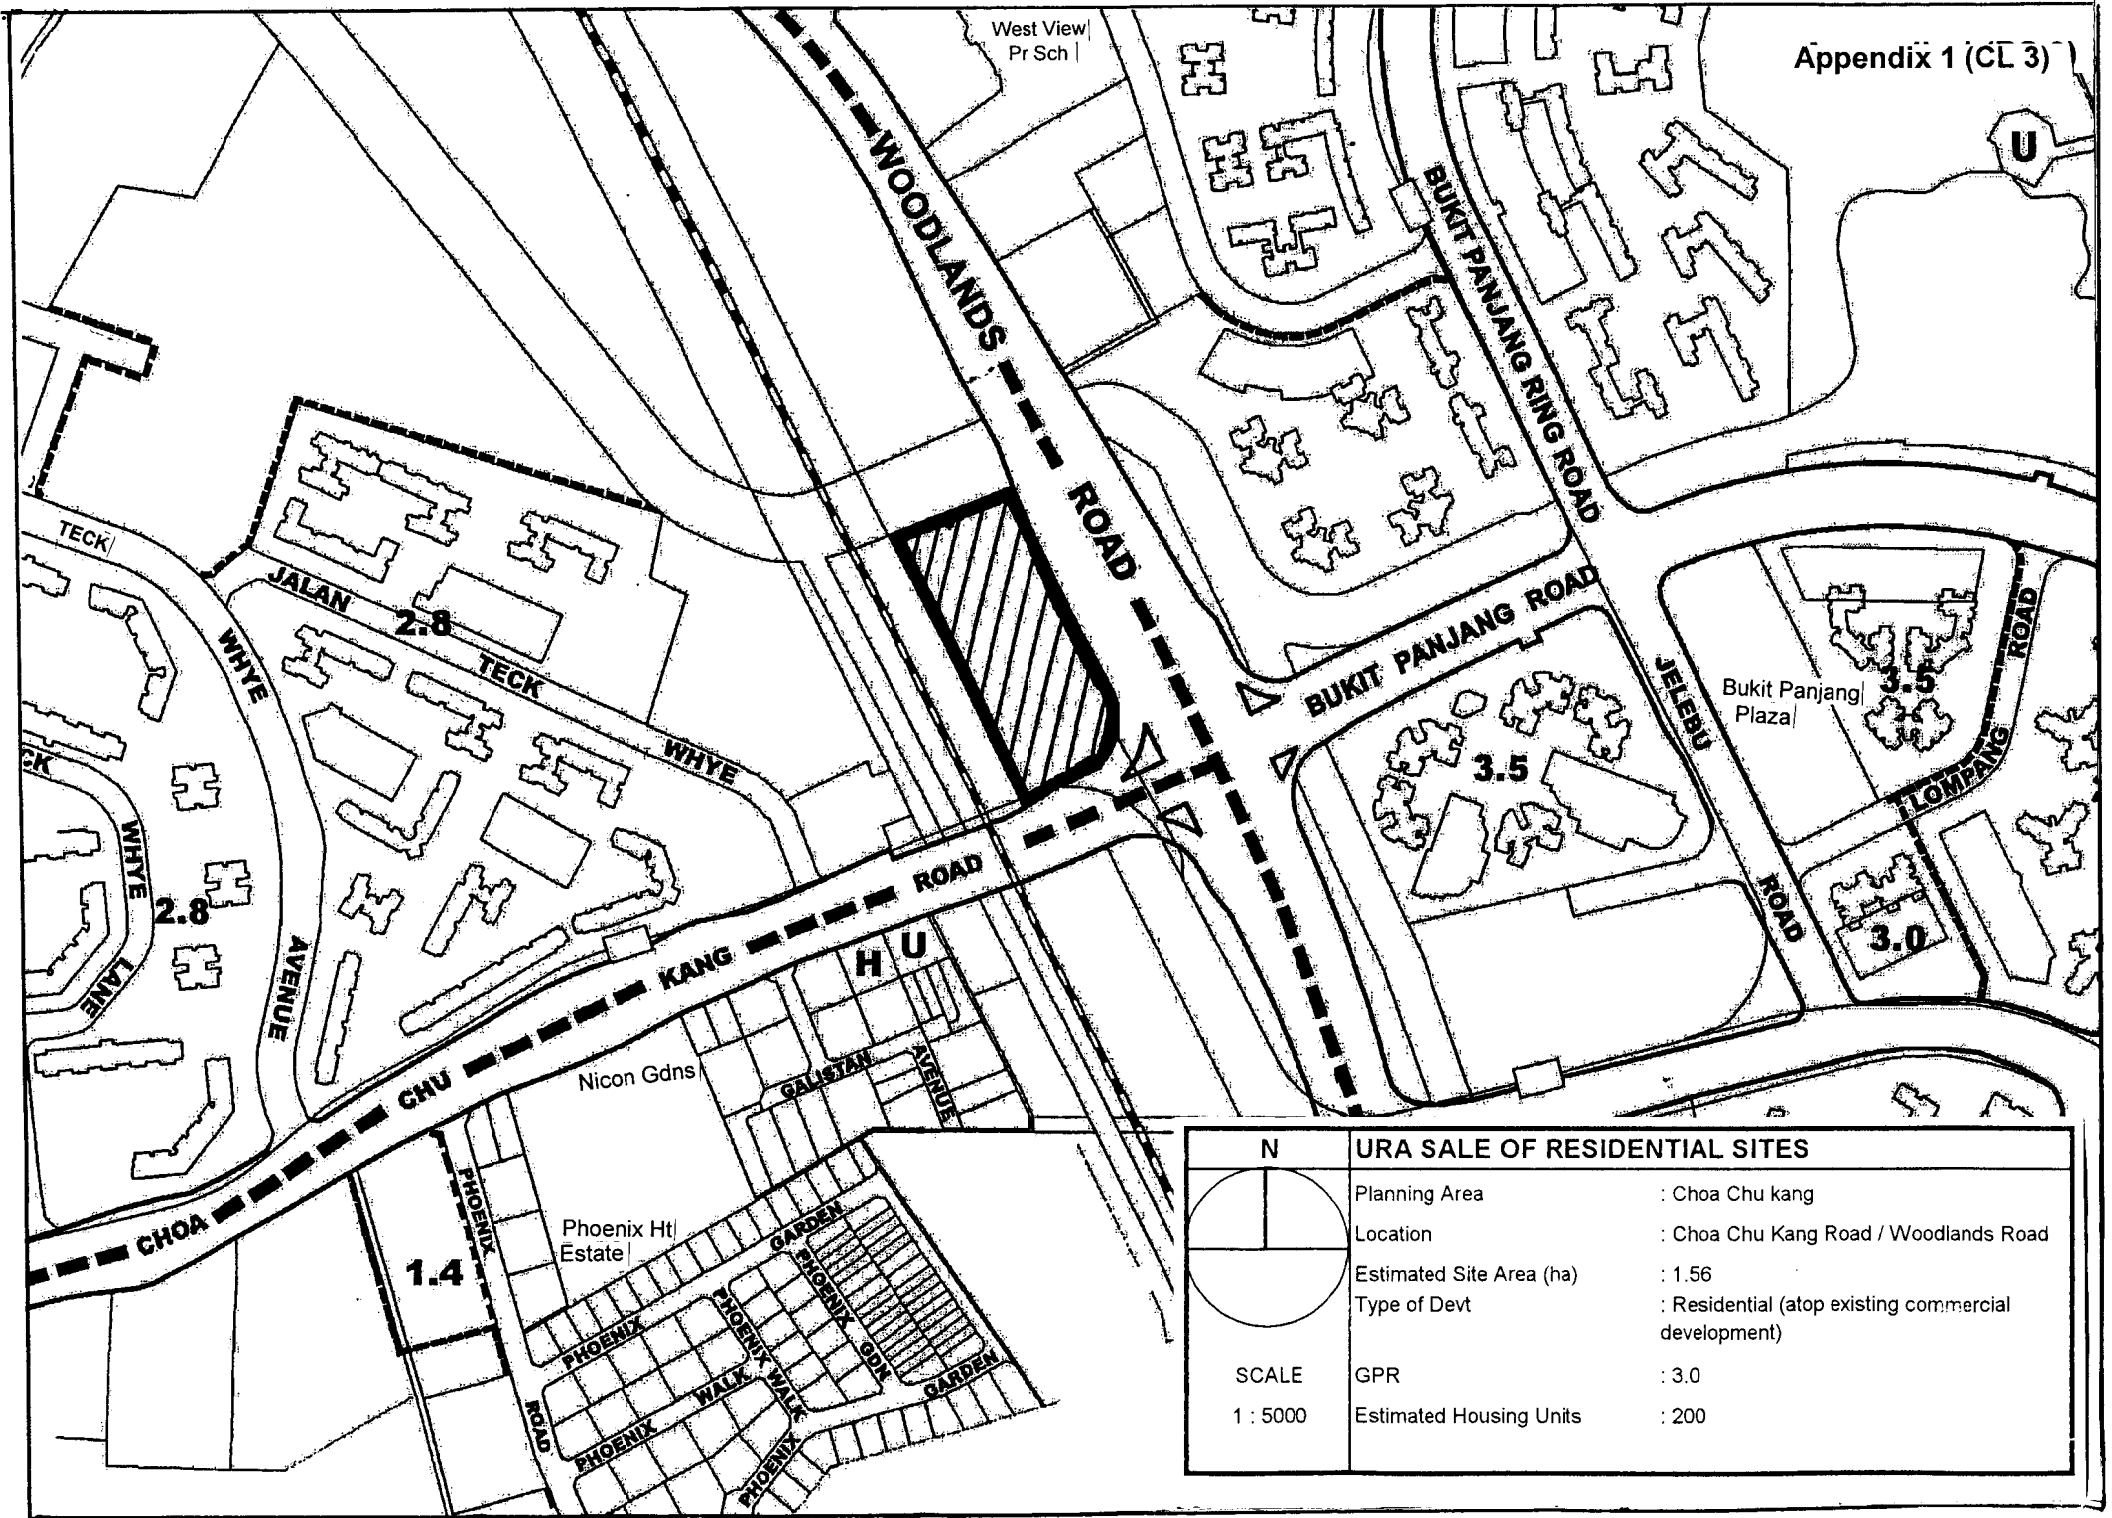 West View
Pr Sch
Appendix 1 (CL 3)
U
WOODLANDS
ROAD
BUKIT PANJANG RING ROAD
TECK
WHYE
AVENUE
JALAN
TECK
WHYE
2.8
BUKIT PANJANG ROAD
JELEBU
ROAD
Bukit Panjang
Plaza
3.5
ROAD
LOMPANG
3.5
3.0
CK
WHYE
LANE
2.8
CHOA
CHU
KANG
ROAD
H
U
Nicon Gdns
GALISTAN
AVENUE
PHOENIX
ROAD
1.4
Phoenix Ht
Estate
PHOENIX
GARDEN
PHOENIX
GDN
GARDEN
PHOENIX
WALK
PHOENIX
WALK
PHOENIX
N
URA SALE OF RESIDENTIAL SITES
Planning Area : Choa Chu kang
Location : Choa Chu Kang Road / Woodlands Road
Estimated Site Area (ha) : 1.56
Type of Devt : Residential (atop existing commercial
development)
SCALE GPR : 3.0
1 : 5000 Estimated Housing Units : 200